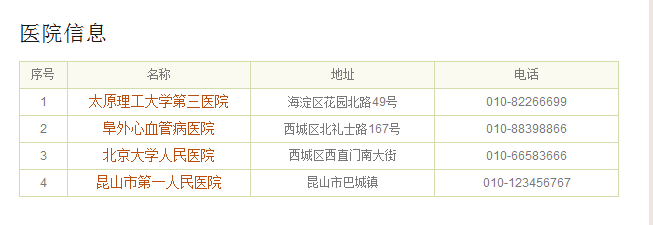 医院信息
序号 名称 地址 电话
1 太原理工大学第三医院 海淀区花园北路49号 010-82266699
2 阜外心血管病医院 西城区北礼士路167号 010-88398866
3 北京大学人民医院 西城区西直门南大街 010-66583666
4 昆山市第一人民医院 昆山市巴城镇 010-123456767